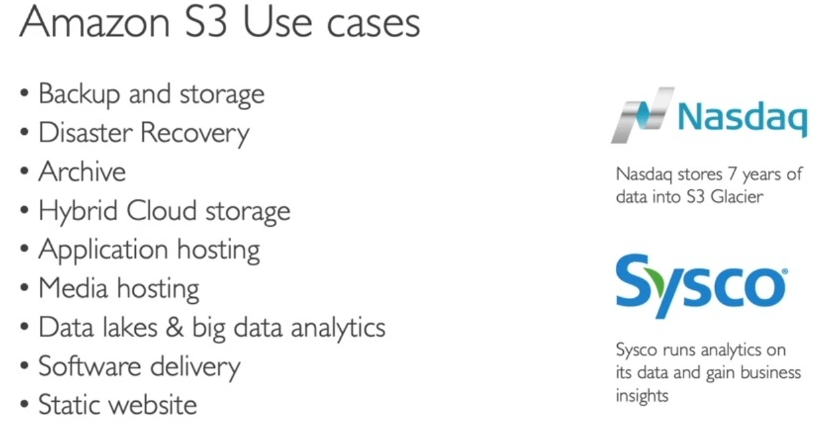 Amazon S3 Use cases
• Backup and storage
• Disaster Recovery
• Archive
• Hybrid Cloud storage
• Application hosting
• Media hosting
• Data lakes & big data analytics
• Software delivery
• Static website
Nasdaq
Nasdaq stores 7 years of
data into S3 Glacier
Sysco®
Sysco runs analytics on
its data and gain business
insights